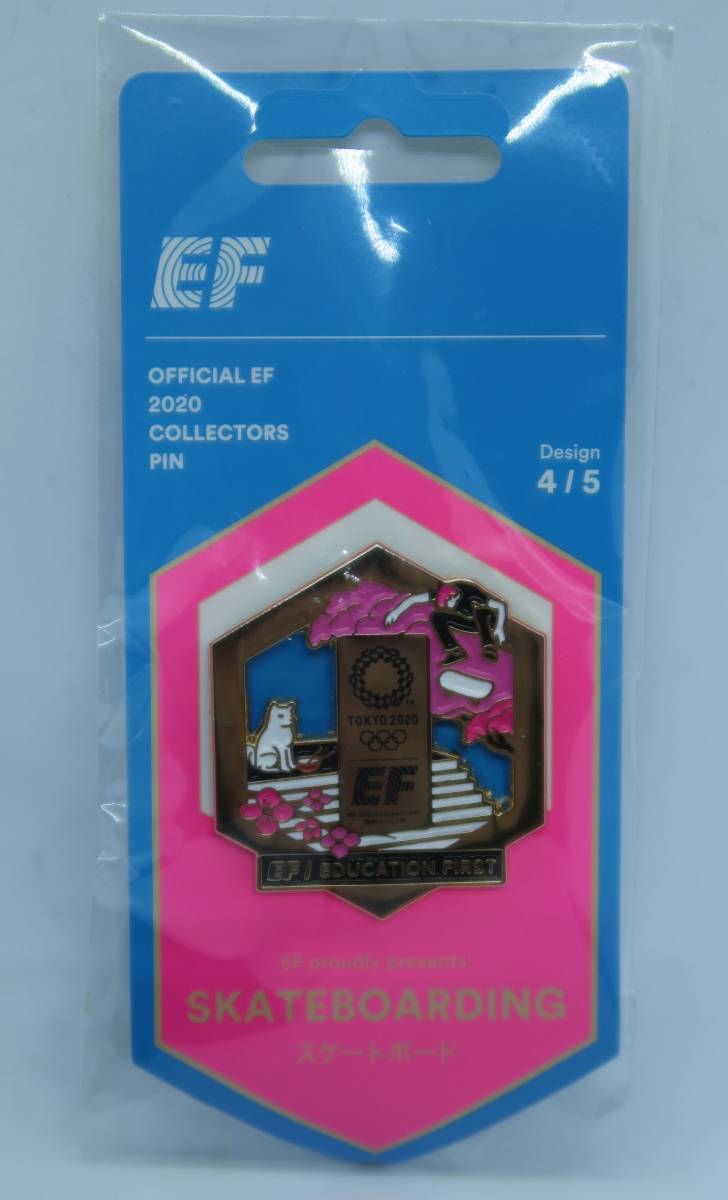 EF
OFFICIAL EF
2020
COLLECTORS
PIN
Design
4 / 5
TOKYO 2020
EF
EF / EDUCATION FIRST
EF proudly presents:
SKATEBOARDING
スケートボード